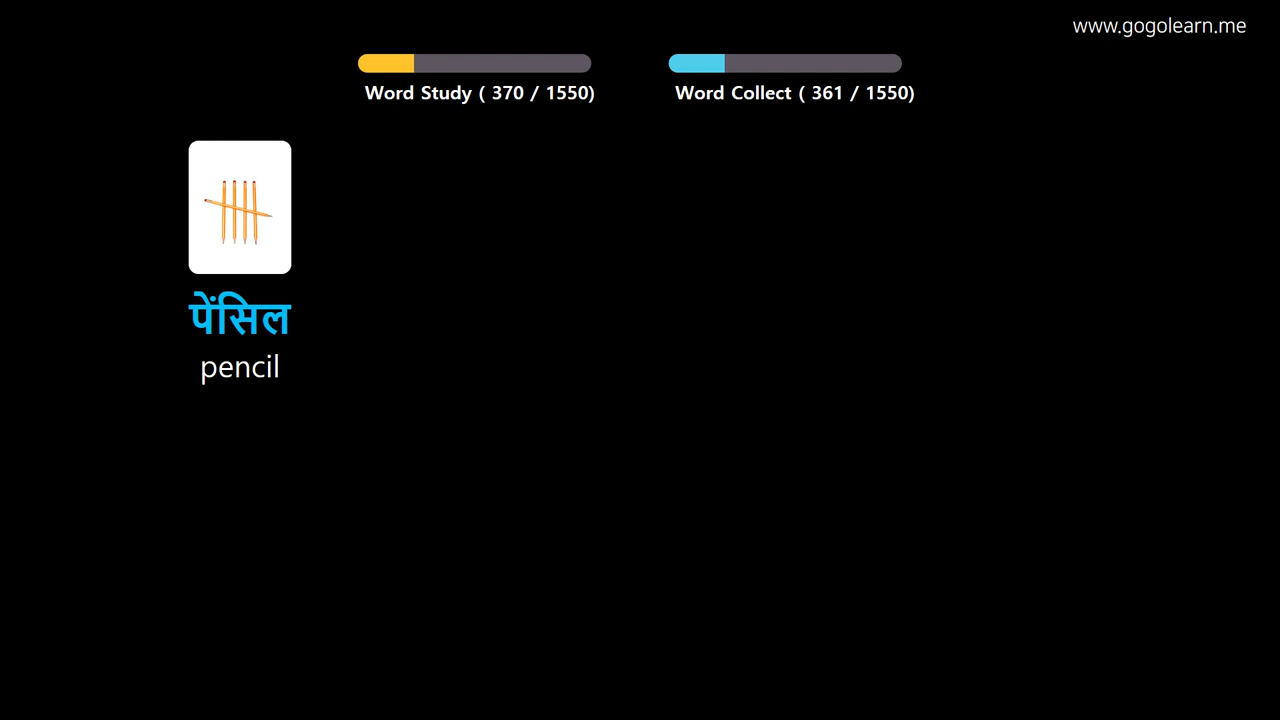 www.gogolearn.me
Word Study ( 370 / 1550)
Word Collect ( 361 / 1550)
पेंसिल
pencil